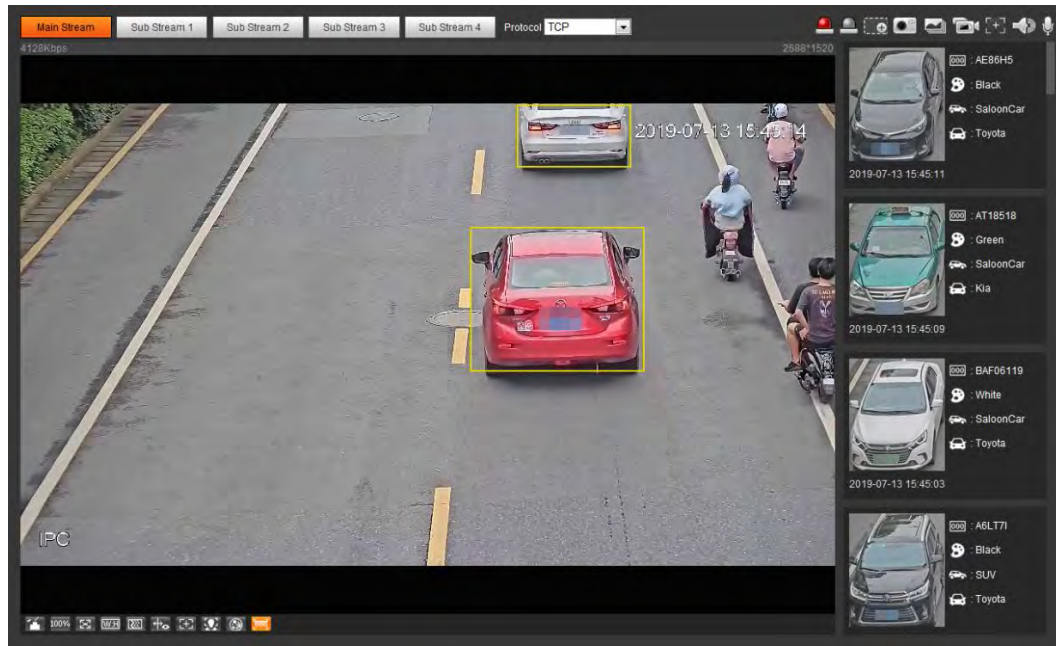 Main Stream
Sub Stream 1
Sub Stream 2
Sub Stream 3
Sub Stream 4
Protocol TCP
4128Kbps
2688*1520
2019-07-13 15:45:14
IPC
: AE86H5
: Black
: SaloonCar
: Toyota
2019-07-13 15:45:11
: AT18518
: Green
: SaloonCar
: Kia
2019-07-13 15:45:09
: BAF06119
: White
: SaloonCar
: Toyota
2019-07-13 15:45:03
: A6LT7I
: Black
: SUV
: Toyota
100%
W:H